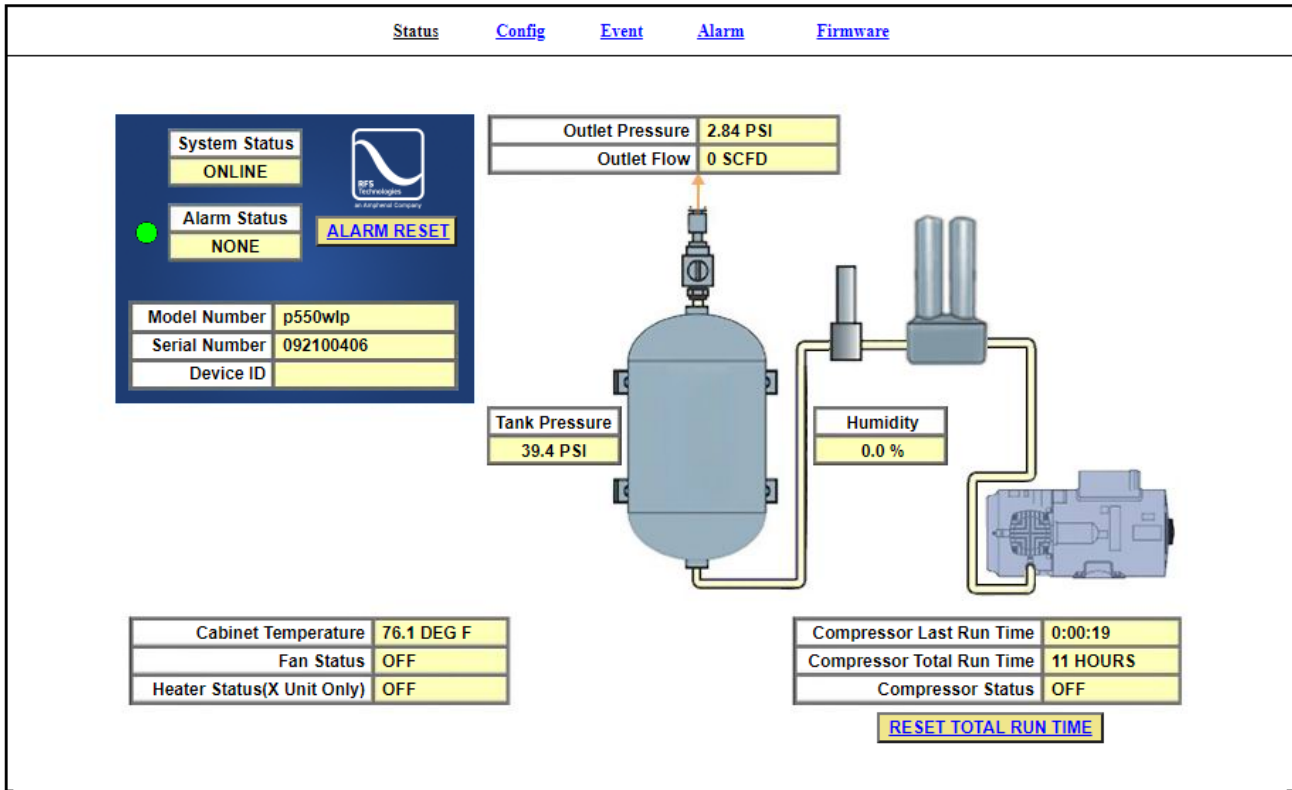 Status Config Event Alarm Firmware
System Status
ONLINE
RFS
Technologies
an Amphenol Company
Alarm Status
NONE
ALARM RESET
Model Number p550wlp
Serial Number 092100406
Device ID
Outlet Pressure 2.84 PSI
Outlet Flow 0 SCFD
Tank Pressure
39.4 PSI
Humidity
0.0 %
Cabinet Temperature 76.1 DEG F
Fan Status OFF
Heater Status(X Unit Only) OFF
Compressor Last Run Time 0:00:19
Compressor Total Run Time 11 HOURS
Compressor Status OFF
RESET TOTAL RUN TIME